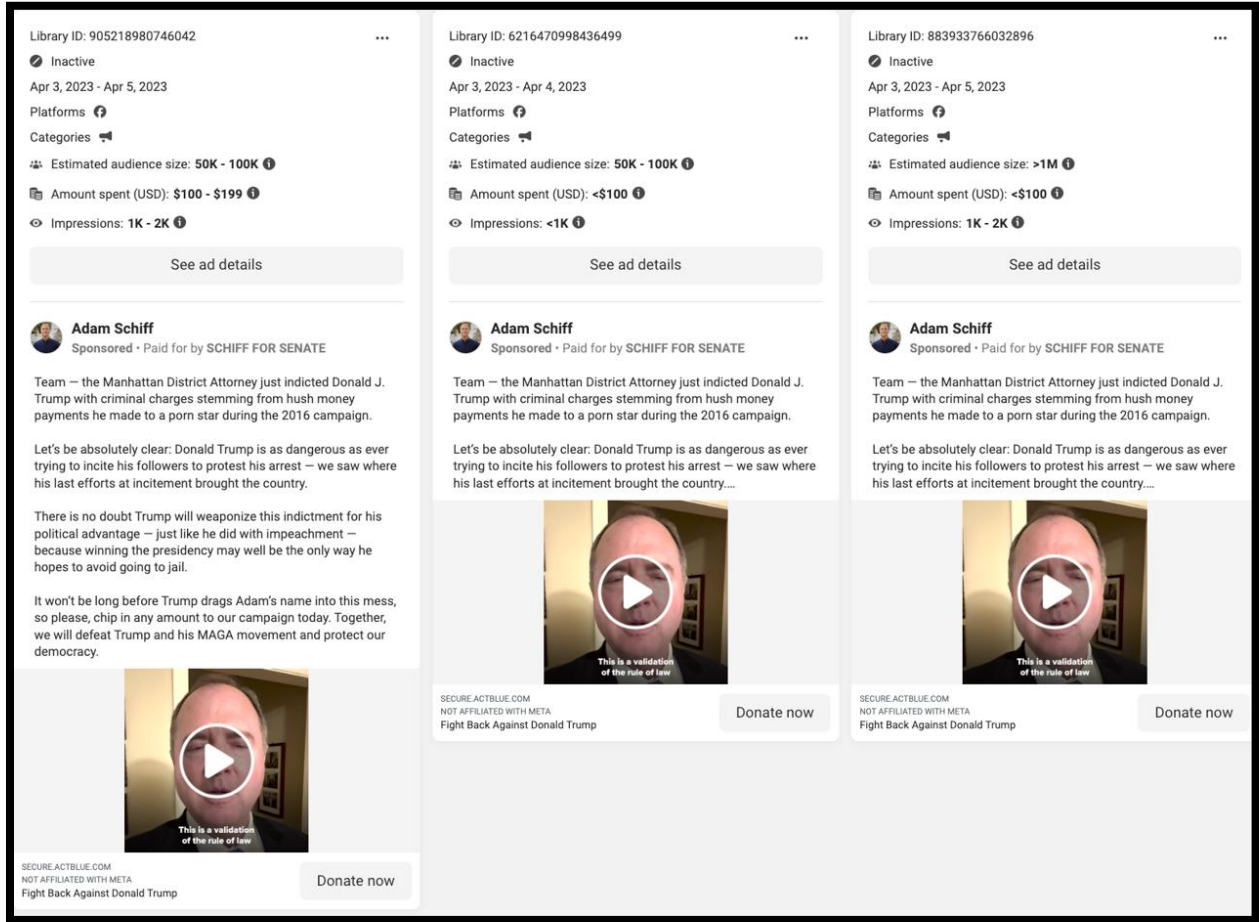 Library ID: 905218980746042
Inactive
Apr 3, 2023 - Apr 5, 2023
Platforms
Categories
Estimated audience size: 50K - 100K
Amount spent (USD): $100 - $199
Impressions: 1K - 2K
See ad details
Adam Schiff
Sponsored • Paid for by SCHIFF FOR SENATE
Team — the Manhattan District Attorney just indicted Donald J.
Trump with criminal charges stemming from hush money
payments he made to a porn star during the 2016 campaign.
Let's be absolutely clear: Donald Trump is as dangerous as ever
trying to incite his followers to protest his arrest — we saw where
his last efforts at incitement brought the country.
There is no doubt Trump will weaponize this indictment for his
political advantage — just like he did with impeachment —
because winning the presidency may well be the only way he
hopes to avoid going to jail.
It won't be long before Trump drags Adam's name into this mess,
so please, chip in any amount to our campaign today. Together,
we will defeat Trump and his MAGA movement and protect our
democracy.
This is a validation
of the rule of law
SECURE.ACTBLUE.COM
NOT AFFILIATED WITH META
Fight Back Against Donald Trump
Donate now
Library ID: 6216470998436499
Inactive
Apr 3, 2023 - Apr 4, 2023
Platforms
Categories
Estimated audience size: 50K - 100K
Amount spent (USD): <$100
Impressions: <1K
See ad details
Adam Schiff
Sponsored • Paid for by SCHIFF FOR SENATE
Team — the Manhattan District Attorney just indicted Donald J.
Trump with criminal charges stemming from hush money
payments he made to a porn star during the 2016 campaign.
Let's be absolutely clear: Donald Trump is as dangerous as ever
trying to incite his followers to protest his arrest — we saw where
his last efforts at incitement brought the country....
This is a validation
of the rule of law
SECURE.ACTBLUE.COM
NOT AFFILIATED WITH META
Fight Back Against Donald Trump
Donate now
Library ID: 883933766032896
Inactive
Apr 3, 2023 - Apr 5, 2023
Platforms
Categories
Estimated audience size: >1M
Amount spent (USD): <$100
Impressions: 1K - 2K
See ad details
Adam Schiff
Sponsored • Paid for by SCHIFF FOR SENATE
Team — the Manhattan District Attorney just indicted Donald J.
Trump with criminal charges stemming from hush money
payments he made to a porn star during the 2016 campaign.
Let's be absolutely clear: Donald Trump is as dangerous as ever
trying to incite his followers to protest his arrest — we saw where
his last efforts at incitement brought the country....
This is a validation
of the rule of law
SECURE.ACTBLUE.COM
NOT AFFILIATED WITH META
Fight Back Against Donald Trump
Donate now